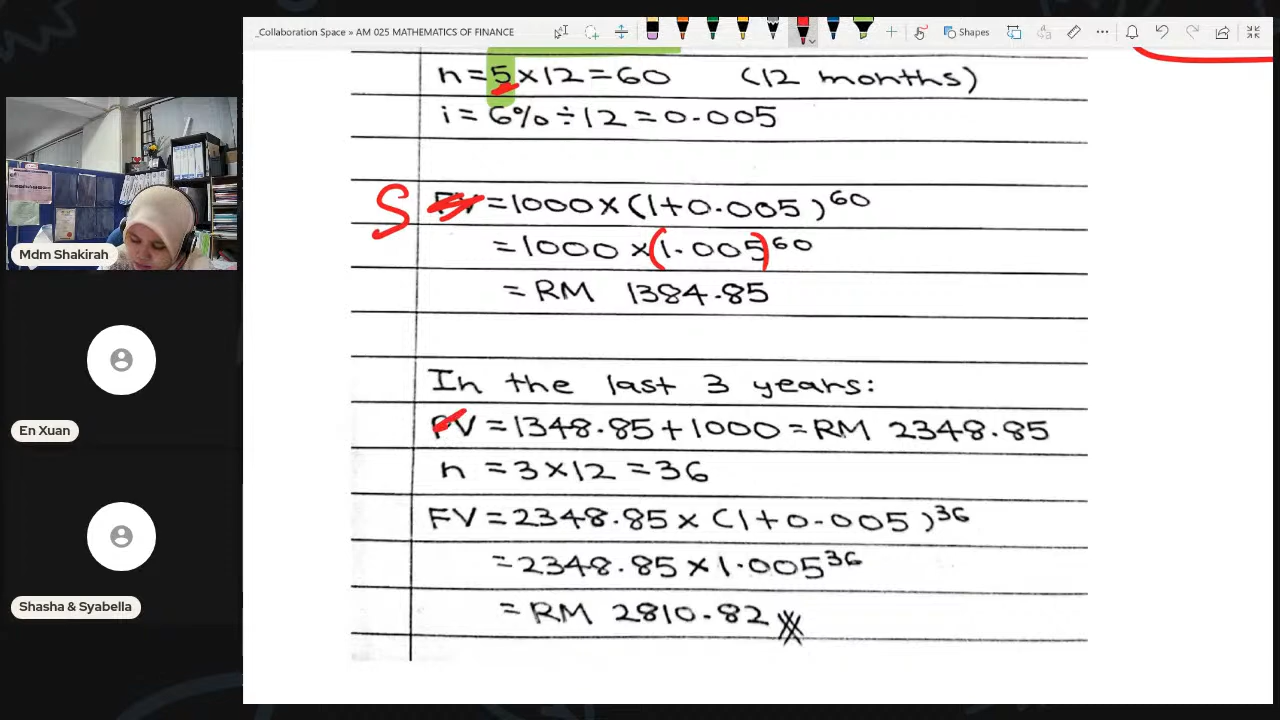 _Collaboration Space » AM 025 MATHEMATICS OF FINANCE
Shapes
n = 5 × 12 = 60 (12 months)
i = 6% ÷ 12 = 0.005
S FV = 1000 × (1 + 0.005)^60
= 1000 × (1.005)^60
= RM 1384.85
In the last 3 years:
PV = 1348.85 + 1000 = RM 2348.85
n = 3 × 12 = 36
FV = 2348.85 × (1 + 0.005)^36
= 2348.85 × 1.005^36
= RM 2810.82
Mdm Shakirah
En Xuan
Shasha & Syabella